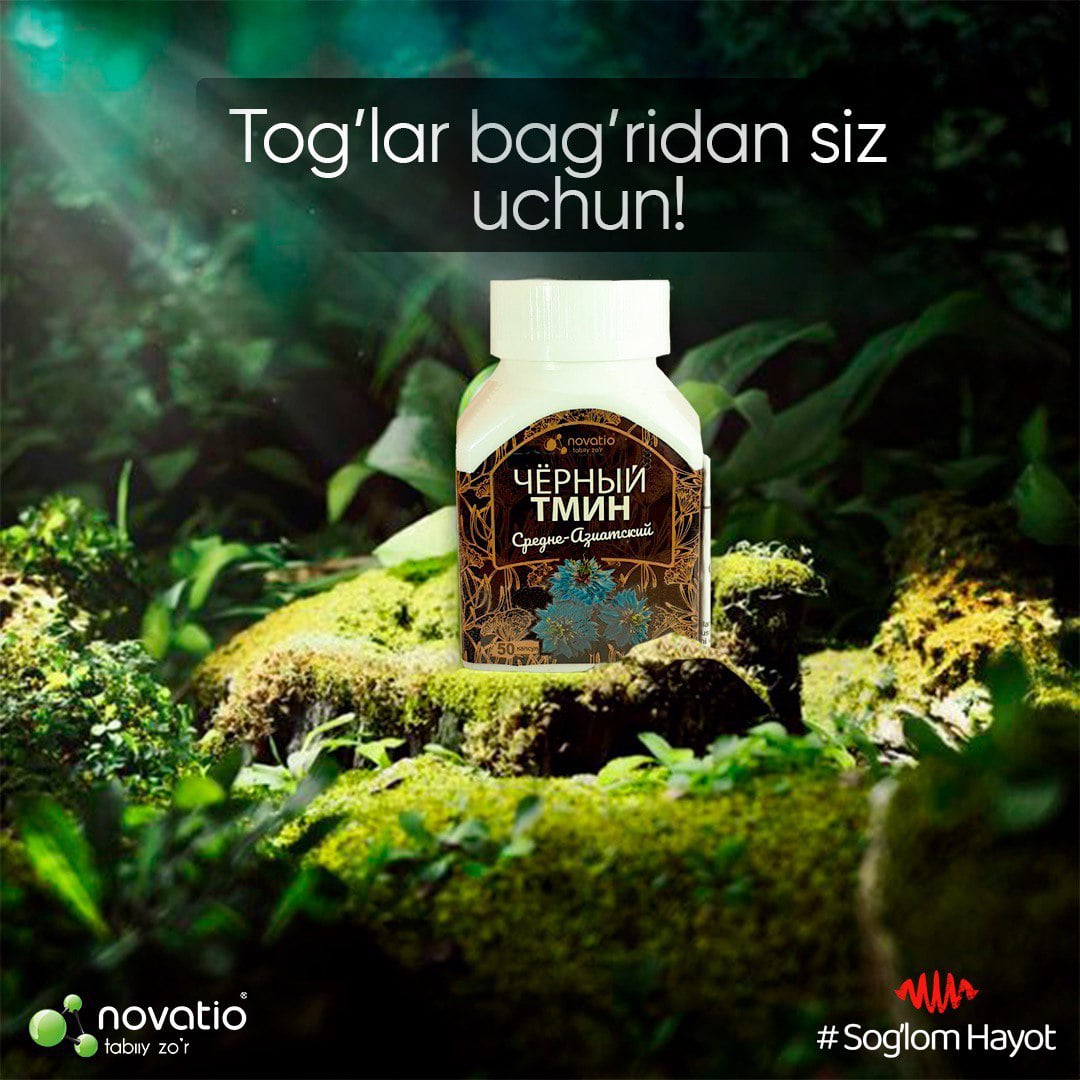 Tog‘lar bag‘ridan siz
uchun!
novatio
tabiiy zo'r
ЧЁРНЫЙ
ТМИН
Средне-Азиатский
50 капсул
novatio®
tabiiy zo'r
# Sog‘lom Hayot